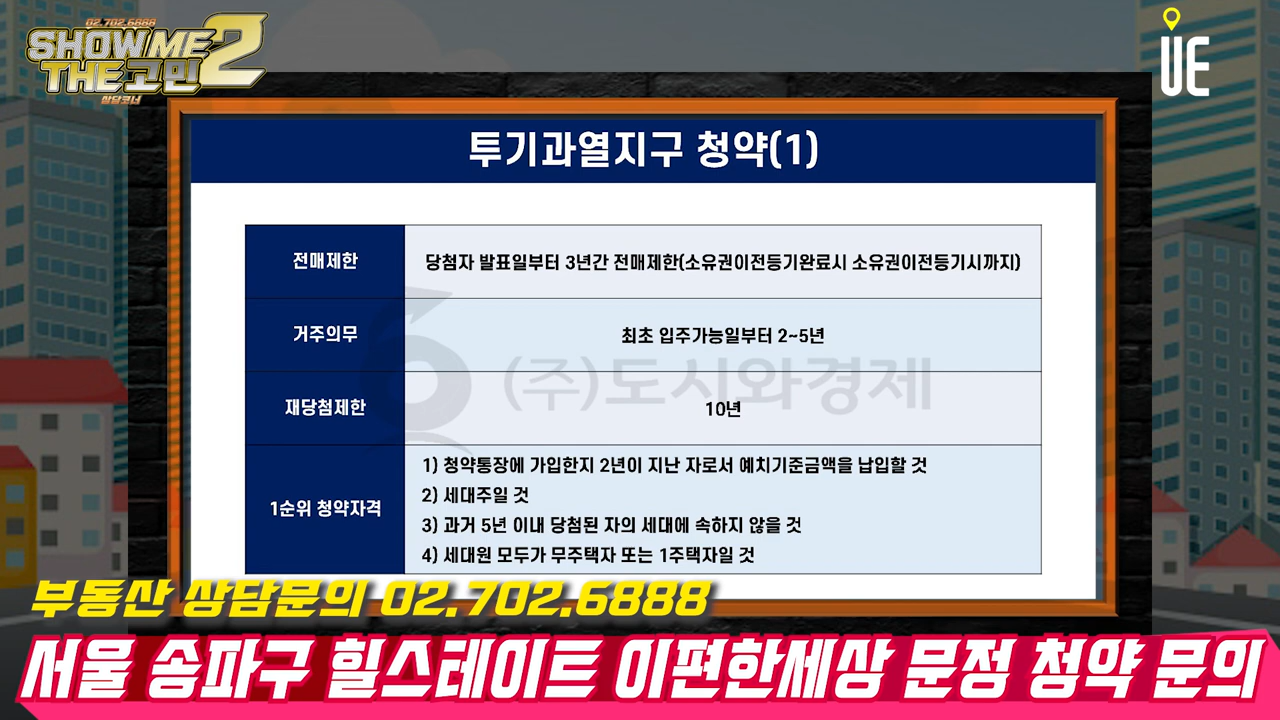 02.702.6888
SHOW ME 2
THE 고민
상담코너
UE
투기과열지구 청약(1)
전매제한
당첨자 발표일부터 3년간 전매제한(소유권이전등기완료시 소유권이전등기시까지)
거주의무
최초 입주가능일부터 2~5년
(주)도시와경제
재당첨제한
10년
1순위 청약자격
1) 청약통장에 가입한지 2년이 지난 자로서 예치기준금액을 납입할 것
2) 세대주일 것
3) 과거 5년 이내 당첨된 자의 세대에 속하지 않을 것
4) 세대원 모두가 무주택자 또는 1주택자일 것
부동산 상담문의 02.702.6888
서울 송파구 힐스테이트 이편한세상 문정 청약 문의